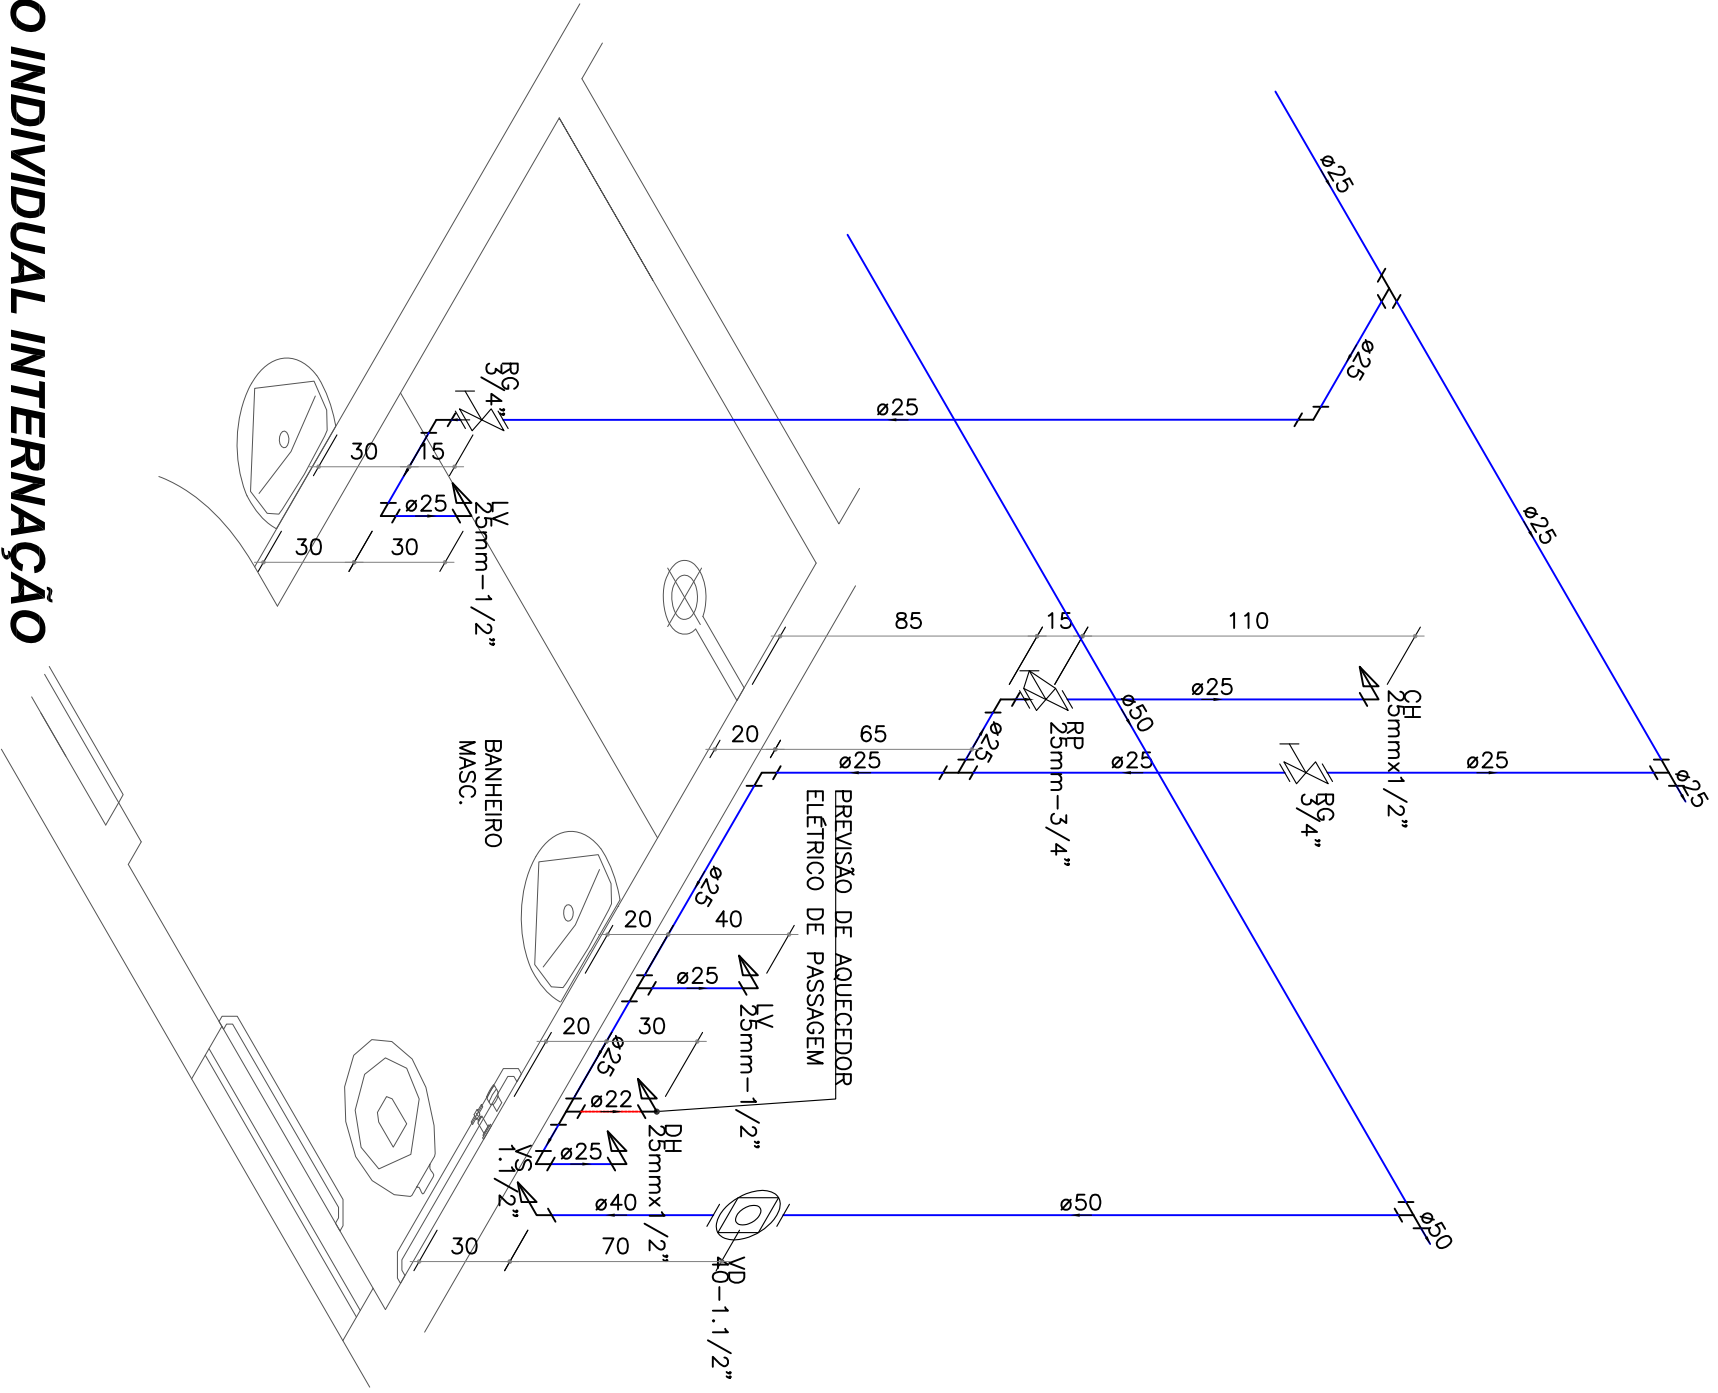 O INDIVIDUAL INTERNAÇÃO
ø25
ø25
ø25
ø25
RG
3/4"
30
15
ø25
LV
25mm-1/2"
30
30
85
15
110
ø25
CH
25mmx1/2"
ø50
RP
25mm-3/4"
ø25
20
65
ø25
ø25
ø25
ø25
RG
3/4"
BANHEIRO
MASC.
PREVISÃO DE AQUECEDOR
ELÉTRICO DE PASSAGEM
ø25
20
40
ø25
LV
25mm-1/2"
20
30
ø25
ø22
DH
25mmx1/2"
ø25
VS
1.1/2"
ø40
ø50
ø50
30
70
VD
40-1.1/2"